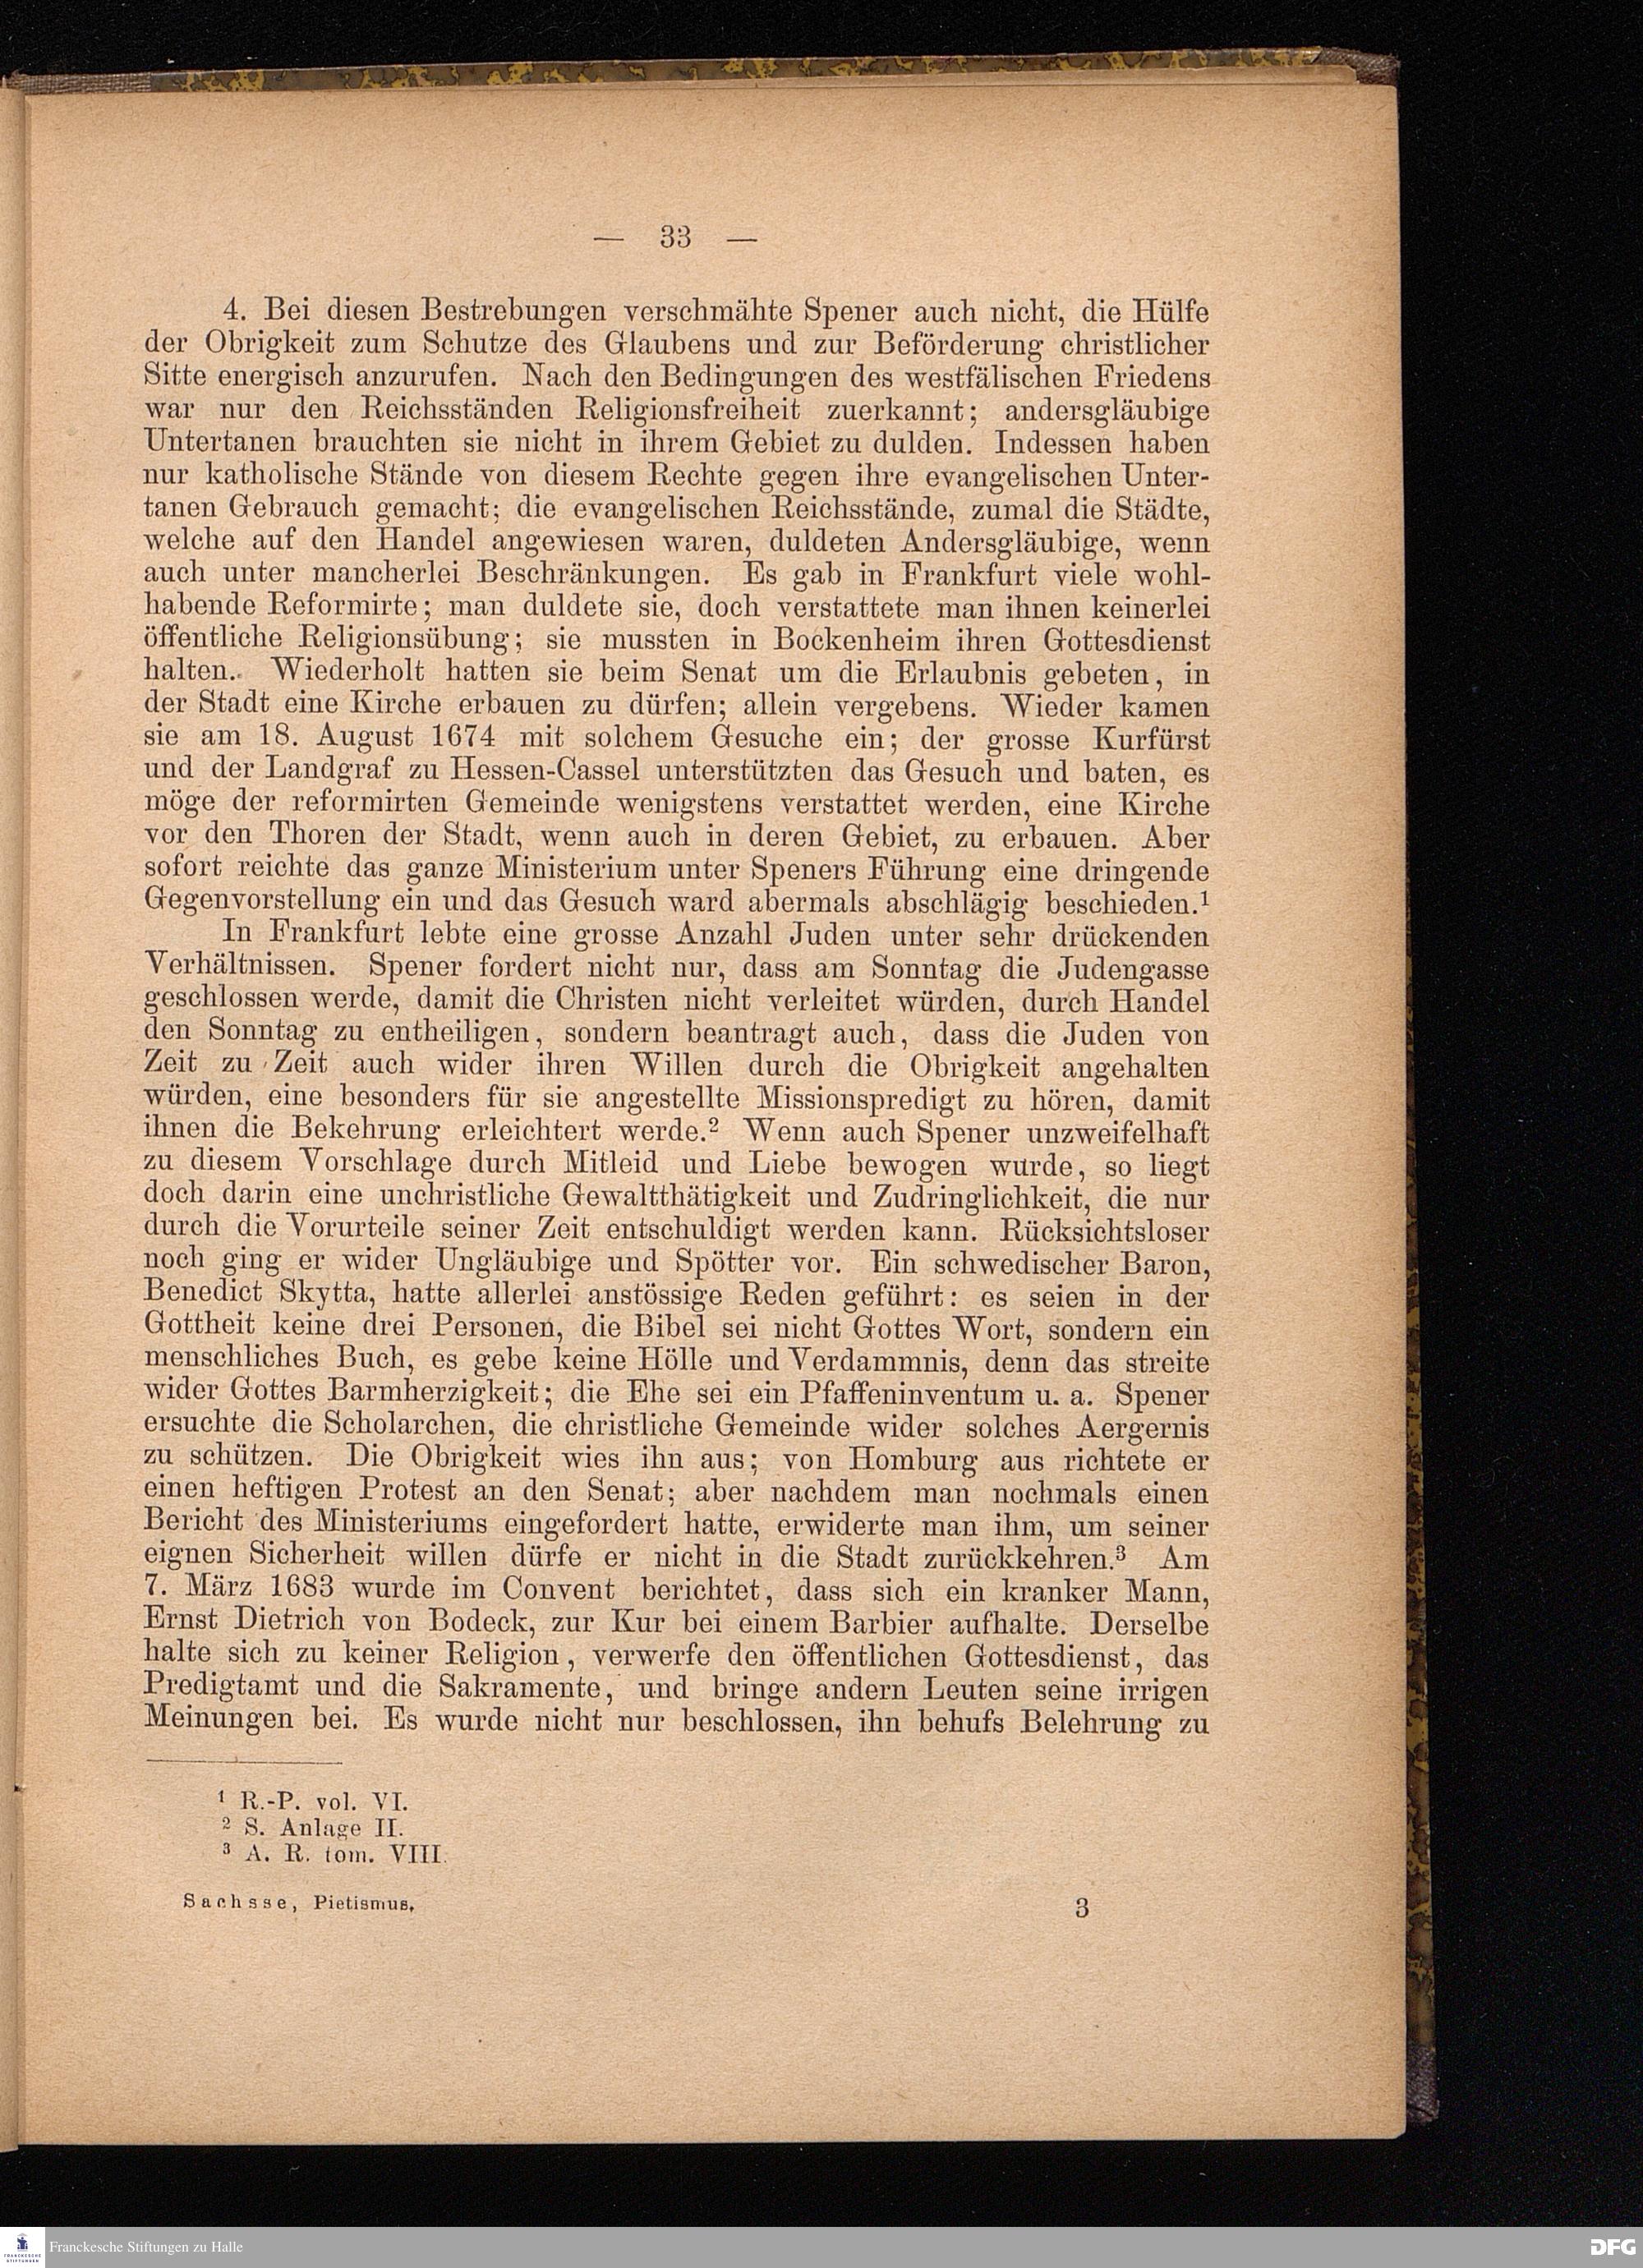 — 33 —
4. Bei diesen Bestrebungen verschmähte Spener auch nicht, die Hülfe
der Obrigkeit zum Schutze des Glaubens und zur Beförderung christlicher
Sitte energisch anzurufen. Nach den Bedingungen des westfälischen Friedens
war nur den Reichsständen Religionsfreiheit zuerkannt; andersgläubige
Untertanen brauchten sie nicht in ihrem Gebiet zu dulden. Indessen haben
nur katholische Stände von diesem Rechte gegen ihre evangelischen Unter-
tanen Gebrauch gemacht; die evangelischen Reichsstände, zumal die Städte,
welche auf den Handel angewiesen waren, duldeten Andersgläubige, wenn
auch unter mancherlei Beschränkungen. Es gab in Frankfurt viele wohl-
habende Reformirte; man duldete sie, doch verstattete man ihnen keinerlei
öffentliche Religionsübung; sie mussten in Bockenheim ihren Gottesdienst
halten. Wiederholt hatten sie beim Senat um die Erlaubnis gebeten, in
der Stadt eine Kirche erbauen zu dürfen; allein vergebens. Wieder kamen
sie am 18. August 1674 mit solchem Gesuche ein; der grosse Kurfürst
und der Landgraf zu Hessen-Cassel unterstützten das Gesuch und baten, es
möge der reformirten Gemeinde wenigstens verstattet werden, eine Kirche
vor den Thoren der Stadt, wenn auch in deren Gebiet, zu erbauen. Aber
sofort reichte das ganze Ministerium unter Speners Führung eine dringende
Gegenvorstellung ein und das Gesuch ward abermals abschlägig beschieden.¹
In Frankfurt lebte eine grosse Anzahl Juden unter sehr drückenden
Verhältnissen. Spener fordert nicht nur, dass am Sonntag die Judengasse
geschlossen werde, damit die Christen nicht verleitet würden, durch Handel
den Sonntag zu entheiligen, sondern beantragt auch, dass die Juden von
Zeit zu Zeit auch wider ihren Willen durch die Obrigkeit angehalten
würden, eine besonders für sie angestellte Missionspredigt zu hören, damit
ihnen die Bekehrung erleichtert werde.² Wenn auch Spener unzweifelhaft
zu diesem Vorschlage durch Mitleid und Liebe bewogen wurde, so liegt
doch darin eine unchristliche Gewaltthätigkeit und Zudringlichkeit, die nur
durch die Vorurteile seiner Zeit entschuldigt werden kann. Rücksichtsloser
noch ging er wider Ungläubige und Spötter vor. Ein schwedischer Baron,
Benedict Skytta, hatte allerlei anstössige Reden geführt: es seien in der
Gottheit keine drei Personen, die Bibel sei nicht Gottes Wort, sondern ein
menschliches Buch, es gebe keine Hölle und Verdammnis, denn das streite
wider Gottes Barmherzigkeit; die Ehe sei ein Pfaffeninventum u. a. Spener
ersuchte die Scholarchen, die christliche Gemeinde wider solches Aergernis
zu schützen. Die Obrigkeit wies ihn aus; von Homburg aus richtete er
einen heftigen Protest an den Senat; aber nachdem man nochmals einen
Bericht des Ministeriums eingefordert hatte, erwiderte man ihm, um seiner
eignen Sicherheit willen dürfe er nicht in die Stadt zurückkehren.³ Am
7. März 1683 wurde im Convent berichtet, dass sich ein kranker Mann,
Ernst Dietrich von Bodeck, zur Kur bei einem Barbier aufhalte. Derselbe
halte sich zu keiner Religion, verwerfe den öffentlichen Gottesdienst, das
Predigtamt und die Sakramente, und bringe andern Leuten seine irrigen
Meinungen bei. Es wurde nicht nur beschlossen, ihn behufs Belehrung zu
¹ R.-P. vol. VI.
² S. Anlage II.
³ A. R. tom. VIII.
Sachsse, Pietismus. 3
FRANCKESCHE STIFTUNGEN
Franckesche Stiftungen zu Halle
DFG